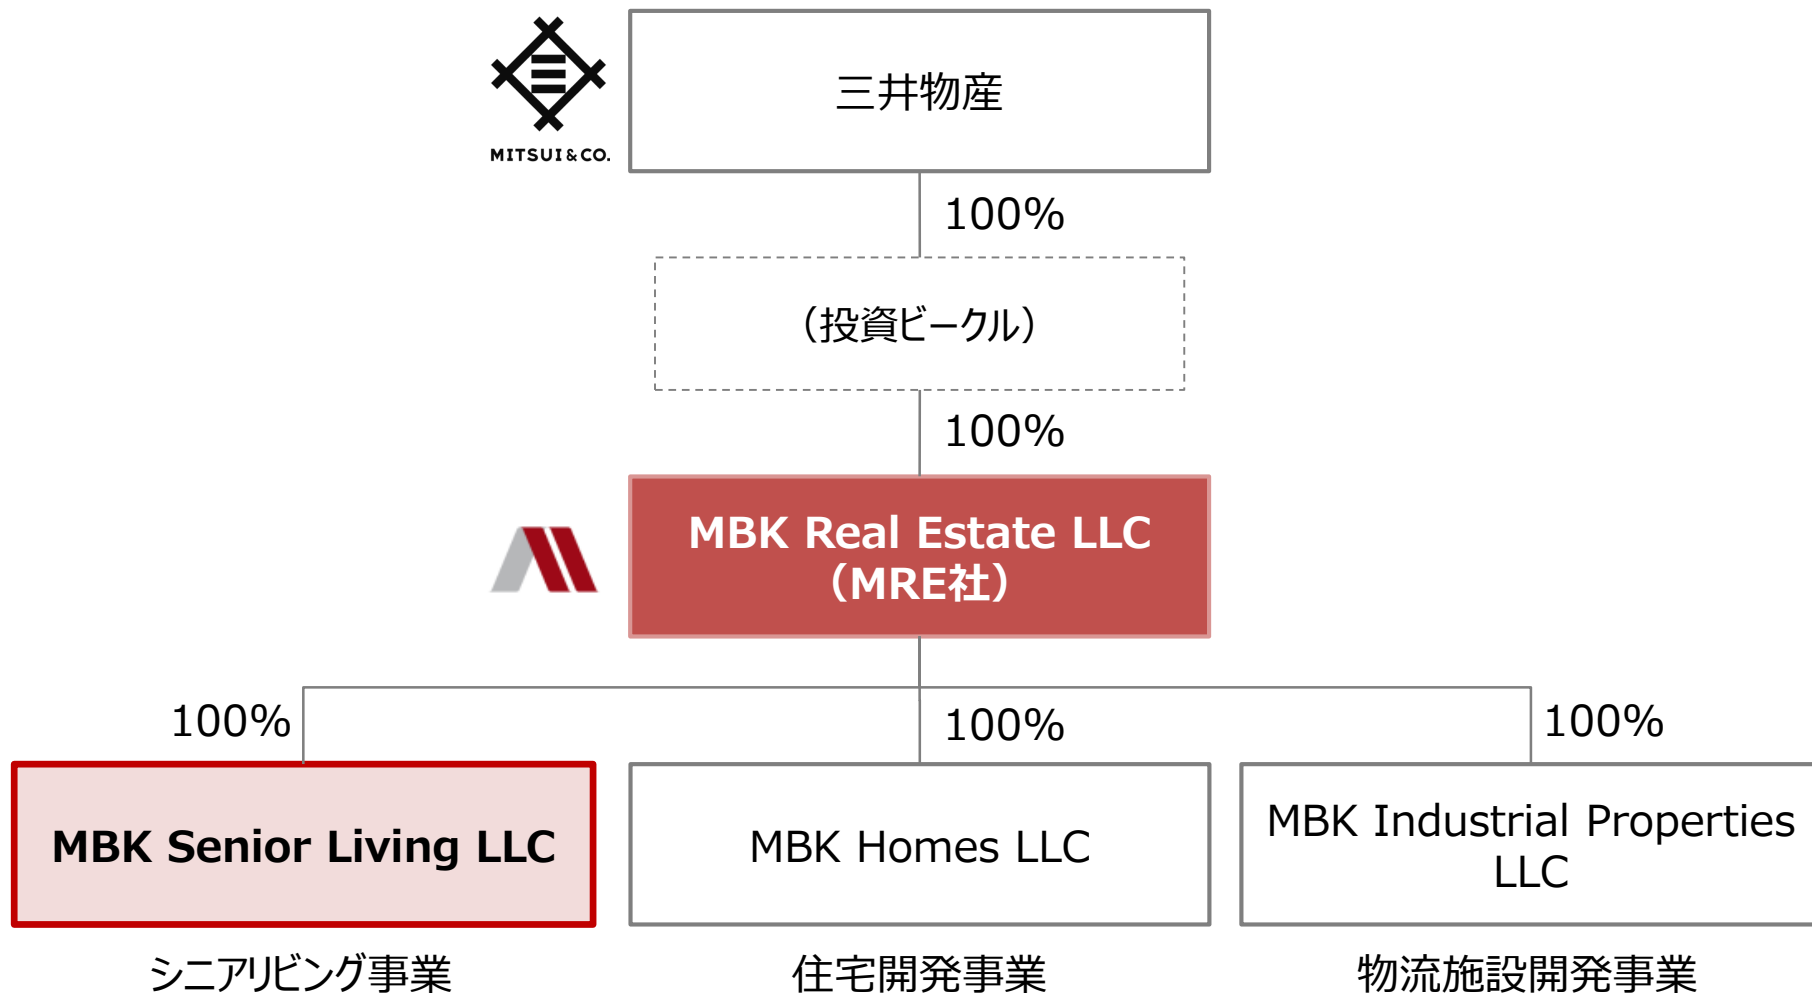 三井物産
MITSUI & CO.
100%
（投資ビークル）
100%
MBK Real Estate LLC
（MRE社）
100%
100%
100%
MBK Senior Living LLC
MBK Homes LLC
MBK Industrial Properties
LLC
シニアリビング事業
住宅開発事業
物流施設開発事業